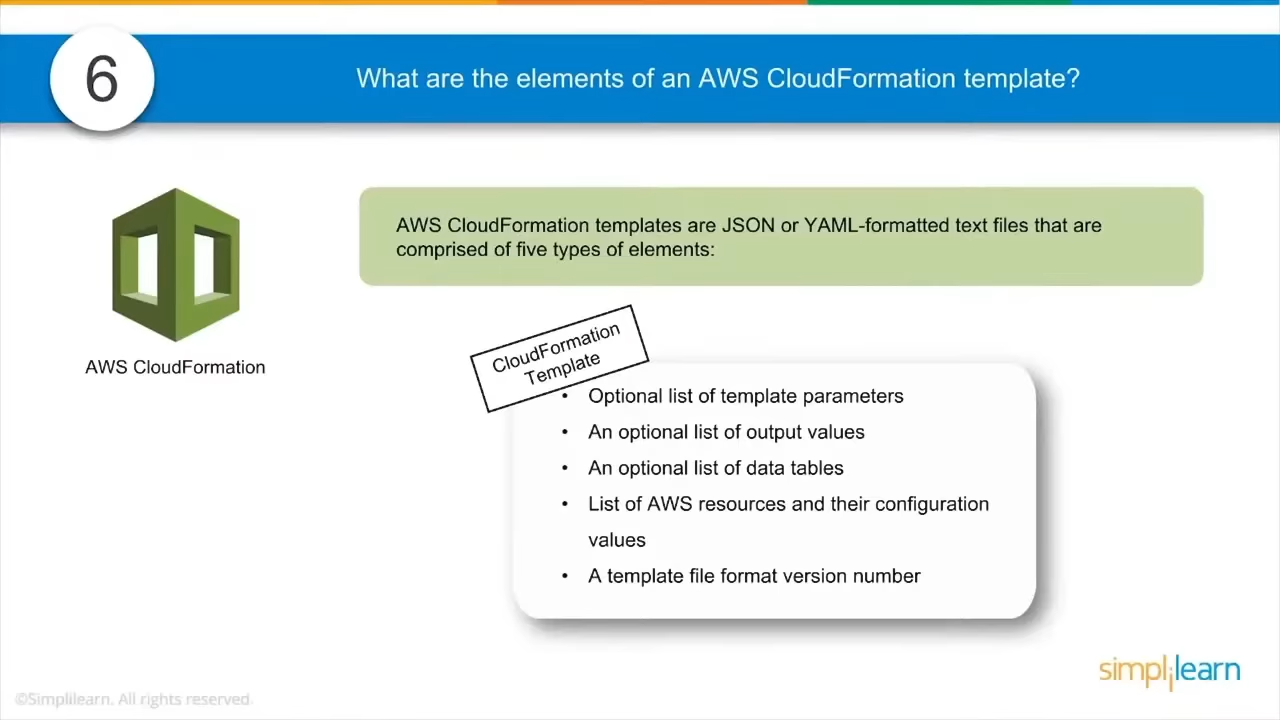 6
What are the elements of an AWS CloudFormation template?
AWS CloudFormation templates are JSON or YAML-formatted text files that are
comprised of five types of elements:
AWS CloudFormation
CloudFormation
Template
• Optional list of template parameters
• An optional list of output values
• An optional list of data tables
• List of AWS resources and their configuration
values
• A template file format version number
simplilearn
©Simplilearn. All rights reserved.